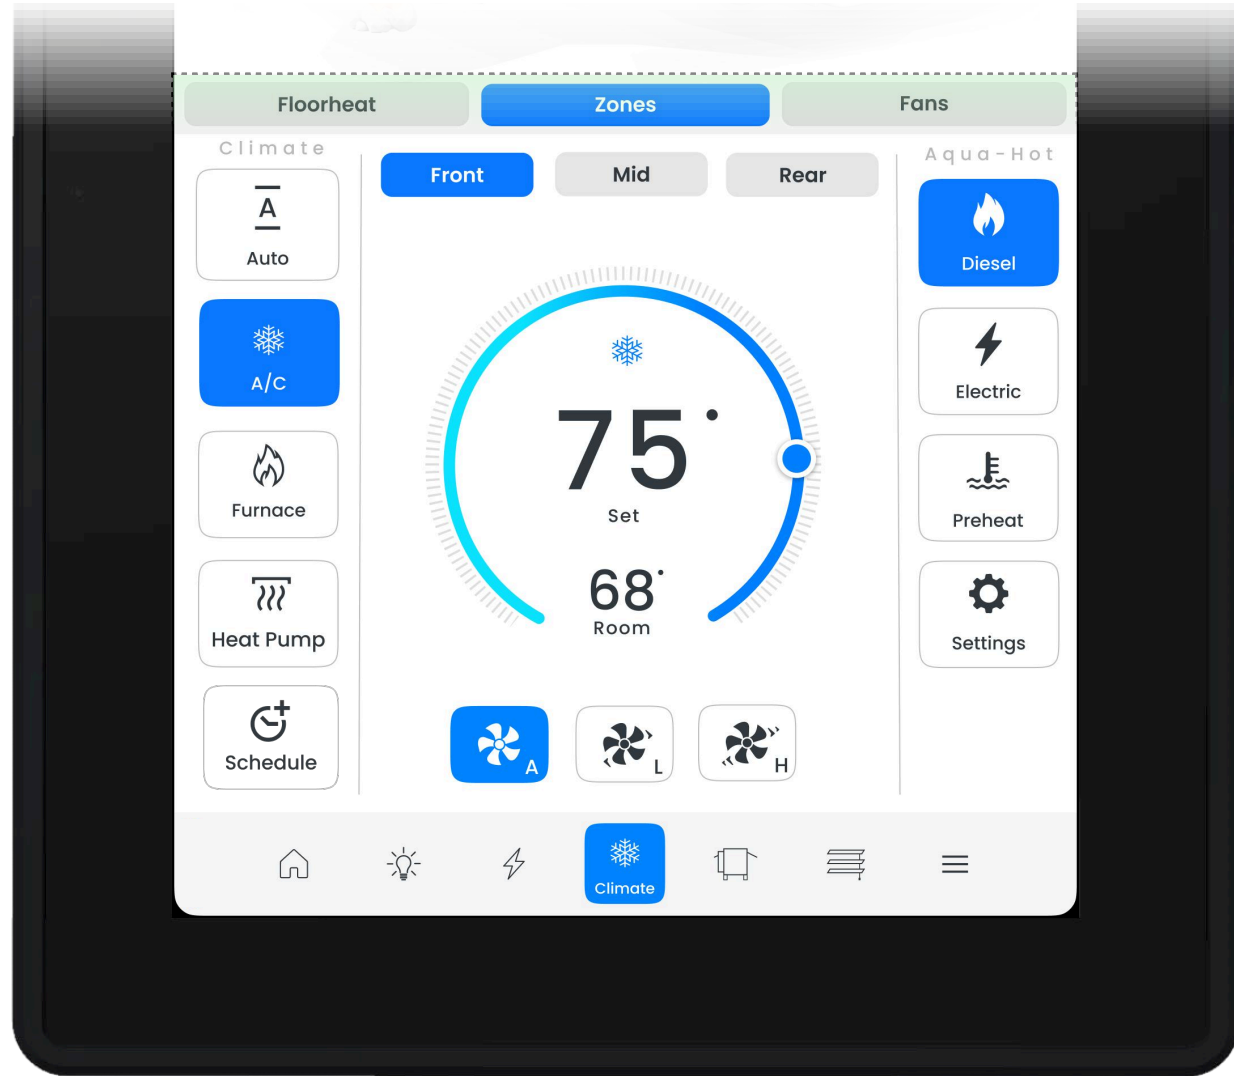 Floorheat
Zones
Fans
Climate
Aqua-Hot
Front
Mid
Rear
A
Auto
A/C
Furnace
Heat Pump
Schedule
75°
Set
68°
Room
A
L
H
Diesel
Electric
Preheat
Settings
Climate